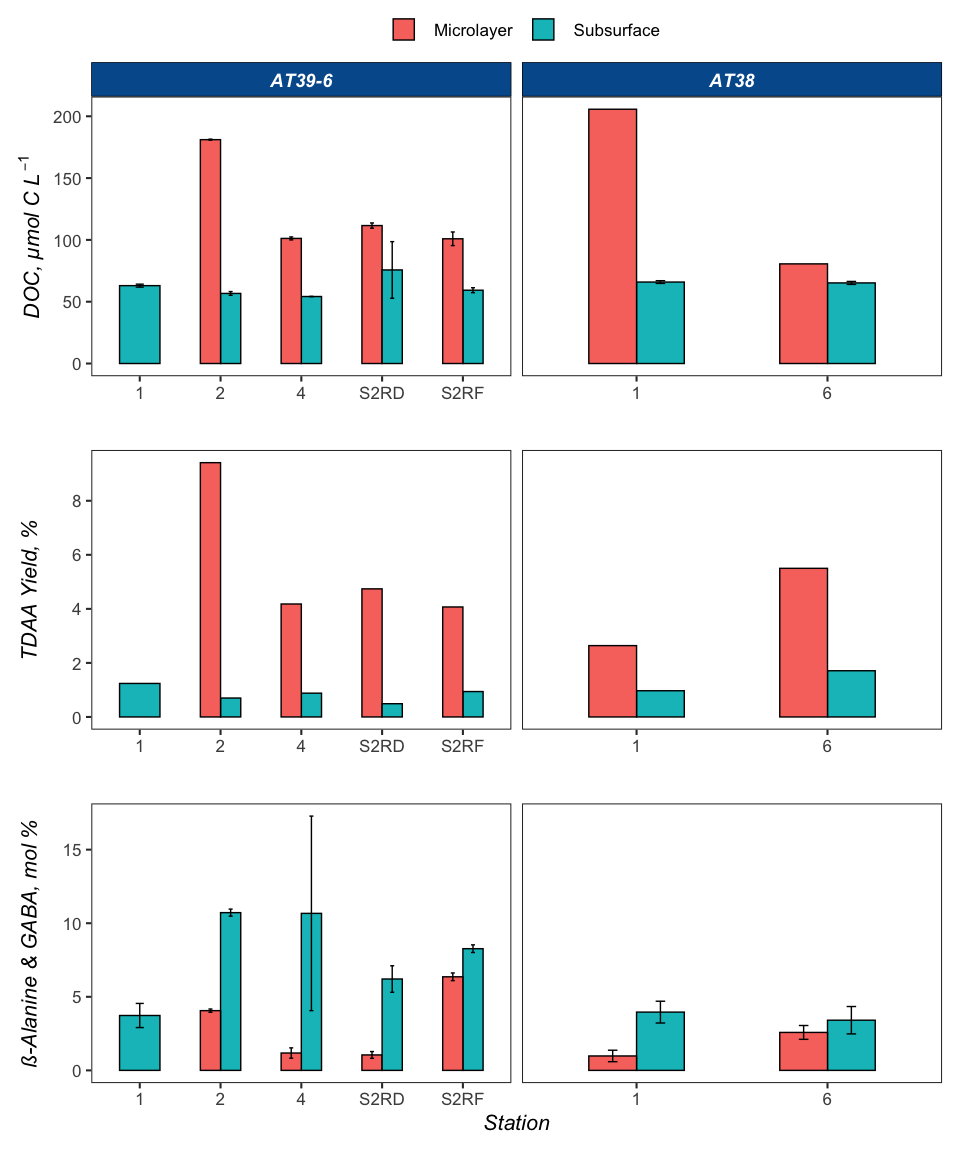 Microlayer Subsurface
AT39-6 AT38
DOC, µmol C L⁻¹
200
150
100
50
0
1 2 4 S2RD S2RF 1 6
TDAA Yield, %
8
6
4
2
0
1 2 4 S2RD S2RF 1 6
ß-Alanine & GABA, mol %
15
10
5
0
1 2 4 S2RD S2RF 1 6
Station